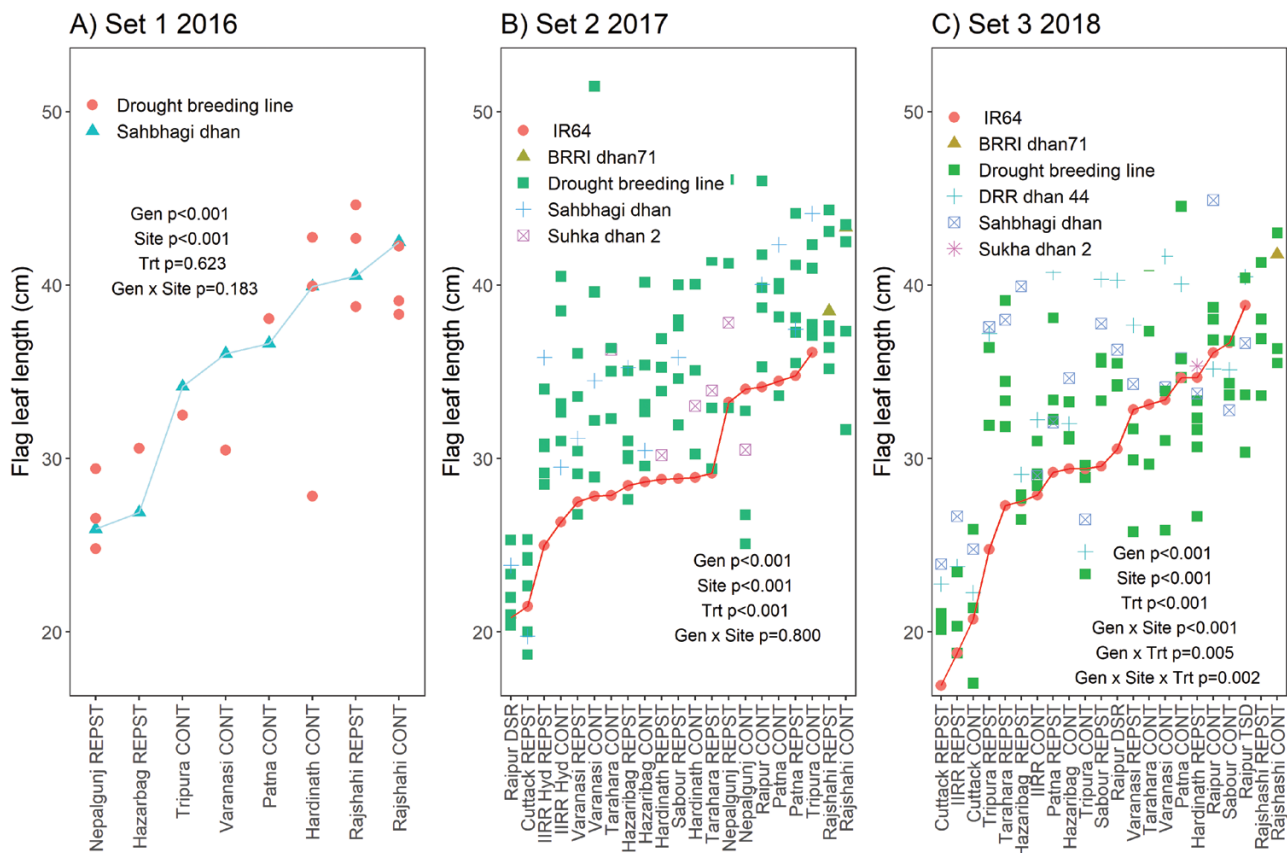 A) Set 1 2016
B) Set 2 2017
C) Set 3 2018
Flag leaf length (cm)
50
40
30
20
Drought breeding line
Sahbhagi dhan
Gen p<0.001
Site p<0.001
Trt p=0.623
Gen x Site p=0.183
Nepalgunj REPST
Hazaribag REPST
Tripura CONT
Varanasi CONT
Patna CONT
Hardinath CONT
Rajshahi REPST
Rajshahi CONT
Flag leaf length (cm)
50
40
30
20
IR64
BRRI dhan71
Drought breeding line
Sahbhagi dhan
Suhka dhan 2
Gen p<0.001
Site p<0.001
Trt p<0.001
Gen x Site p=0.800
Raipur DSR
Cuttack REPST
IIRR Hyd REPST
IIRR Hyd CONT
Varanasi REPST
Varanasi CONT
Tarahara CONT
Hazaribag REPST
Hazaribag CONT
Hardinath REPST
Sabour REPST
Hardinath CONT
Tarahara REPST
Nepalgunj REPST
Nepalgunj CONT
Raipur CONT
Patna CONT
Patna REPST
Tripura CONT
Rajshahi REPST
Rajshahi CONT
Flag leaf length (cm)
50
40
30
20
IR64
BRRI dhan71
Drought breeding line
DRR dhan 44
Sahbhagi dhan
Sukha dhan 2
Gen p<0.001
Site p<0.001
Trt p<0.001
Gen x Site p<0.001
Gen x Trt p=0.005
Gen x Site x Trt p=0.002
Cuttack REPST
IIRR REPST
Cuttack CONT
Tripura REPST
Tarahara REPST
Hazaribag REPST
IIRR CONT
Patna REPST
Hazaribag CONT
Tripura CONT
Sabour REPST
Raipur DSR
Varanasi REPST
Tarahara CONT
Varanasi CONT
Patna CONT
Hardinath REPST
Raipur CONT
Sabour CONT
Raipur TSD
Rajshahi REPST
Rajshahi CONT